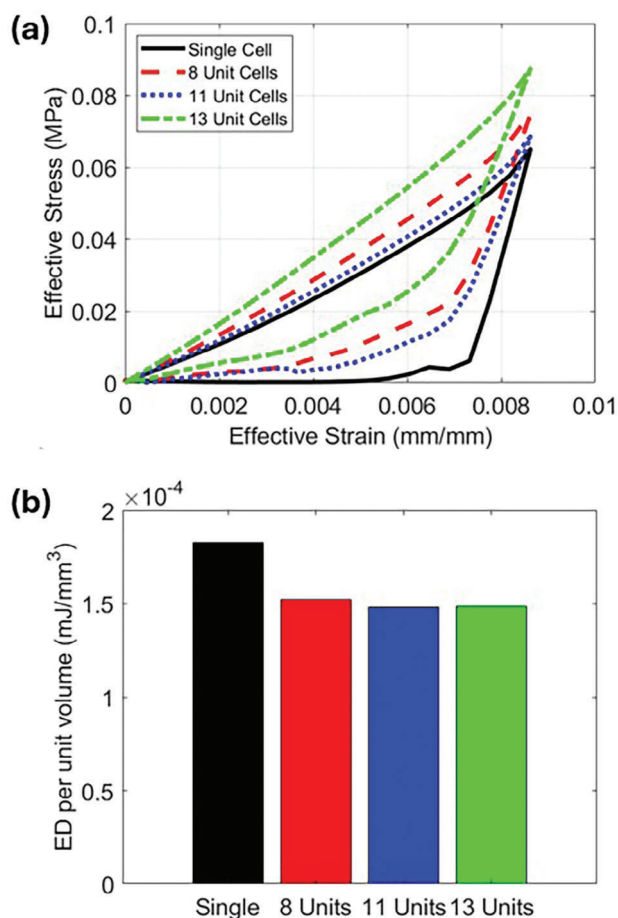 (a)
0.1
0.08
0.06
0.04
0.02
0
Effective Stress (MPa)
Single Cell
8 Unit Cells
11 Unit Cells
13 Unit Cells
0 0.002 0.004 0.006 0.008 0.01
Effective Strain (mm/mm)
(b)
×10⁻⁴
2
1.5
1
0.5
0
ED per unit volume (mJ/mm³)
Single 8 Units 11 Units 13 Units